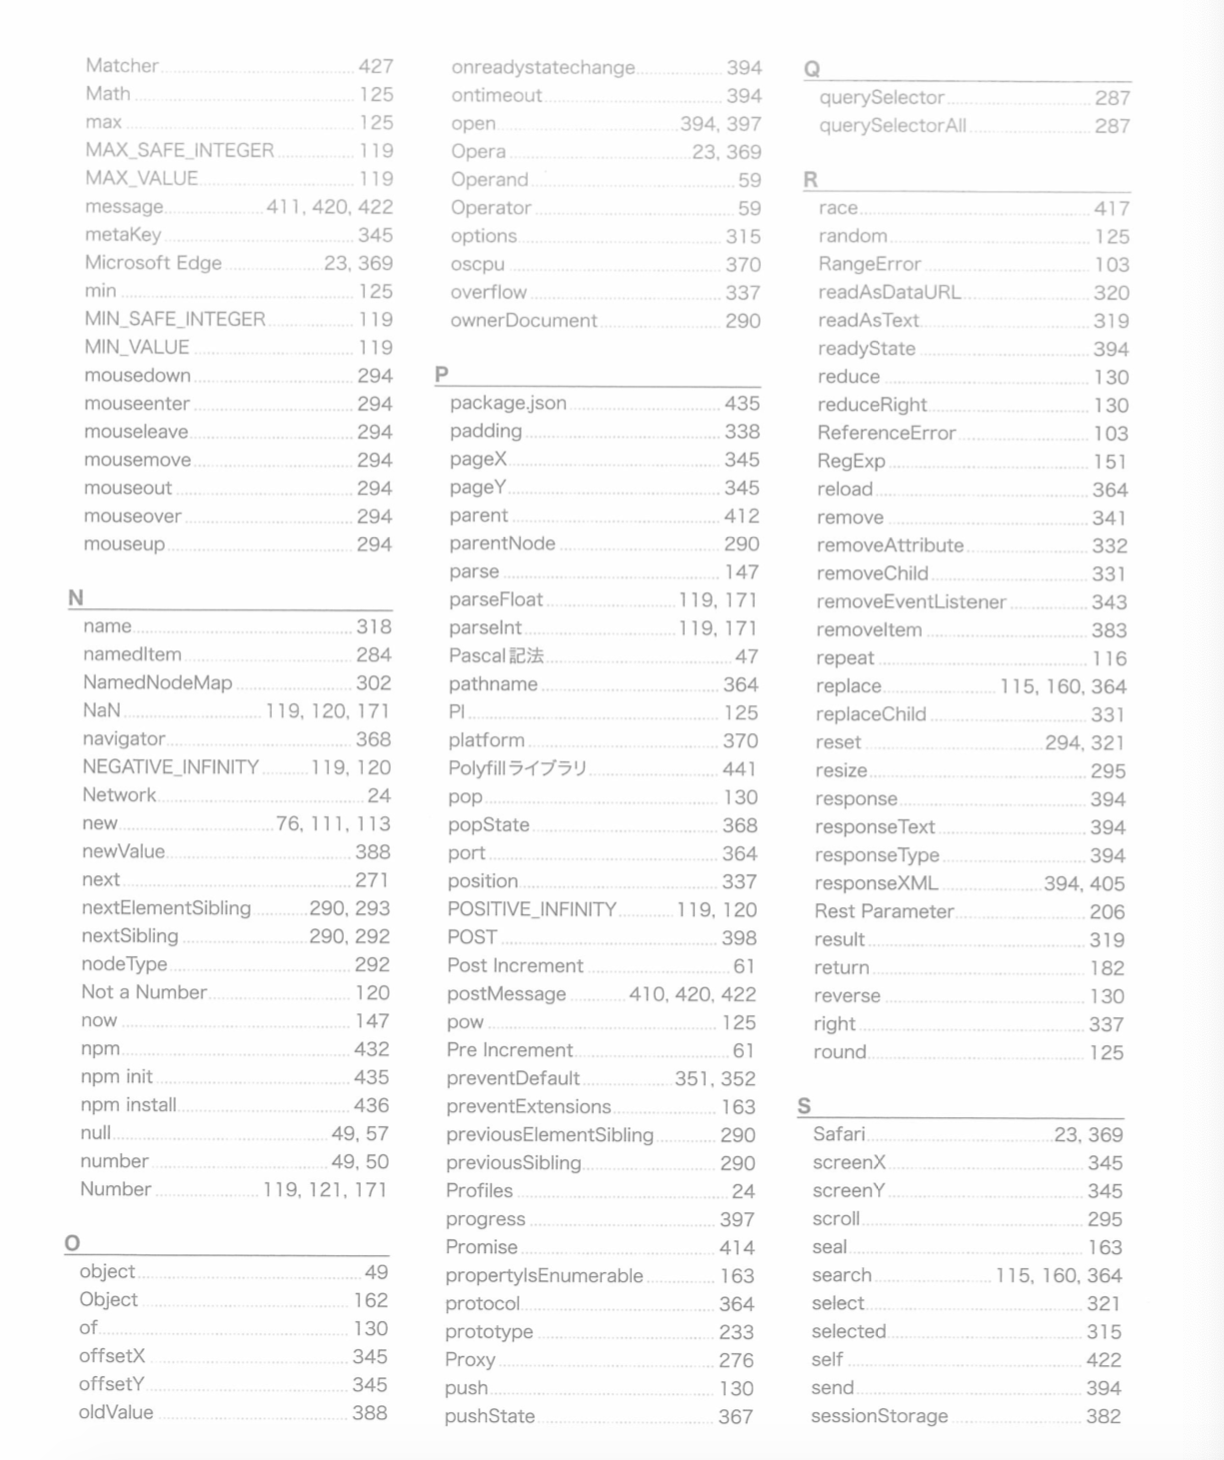 Matcher 427
Math 125
max 125
MAX_SAFE_INTEGER 119
MAX_VALUE 119
message 411, 420, 422
metaKey 345
Microsoft Edge 23, 369
min 125
MIN_SAFE_INTEGER 119
MIN_VALUE 119
mousedown 294
mouseenter 294
mouseleave 294
mousemove 294
mouseout 294
mouseover 294
mouseup 294
N
name 318
namedItem 284
NamedNodeMap 302
NaN 119, 120, 171
navigator 368
NEGATIVE_INFINITY 119, 120
Network 24
new 76, 111, 113
newValue 388
next 271
nextElementSibling 290, 293
nextSibling 290, 292
nodeType 292
Not a Number 120
now 147
npm 432
npm init 435
npm install 436
null 49, 57
number 49, 50
Number 119, 121, 171
O
object 49
Object 162
of 130
offsetX 345
offsetY 345
oldValue 388
onreadystatechange 394
ontimeout 394
open 394, 397
Opera 23, 369
Operand 59
Operator 59
options 315
oscpu 370
overflow 337
ownerDocument 290
P
package.json 435
padding 338
pageX 345
pageY 345
parent 412
parentNode 290
parse 147
parseFloat 119, 171
parseInt 119, 171
Pascal記法 47
pathname 364
PI 125
platform 370
Polyfillライブラリ 441
pop 130
popState 368
port 364
position 337
POSITIVE_INFINITY 119, 120
POST 398
Post Increment 61
postMessage 410, 420, 422
pow 125
Pre Increment 61
preventDefault 351, 352
preventExtensions 163
previousElementSibling 290
previousSibling 290
Profiles 24
progress 397
Promise 414
propertyIsEnumerable 163
protocol 364
prototype 233
Proxy 276
push 130
pushState 367
Q
querySelector 287
querySelectorAll 287
R
race 417
random 125
RangeError 103
readAsDataURL 320
readAsText 319
readyState 394
reduce 130
reduceRight 130
ReferenceError 103
RegExp 151
reload 364
remove 341
removeAttribute 332
removeChild 331
removeEventListener 343
removeItem 383
repeat 116
replace 115, 160, 364
replaceChild 331
reset 294, 321
resize 295
response 394
responseText 394
responseType 394
responseXML 394, 405
Rest Parameter 206
result 319
return 182
reverse 130
right 337
round 125
S
Safari 23, 369
screenX 345
screenY 345
scroll 295
seal 163
search 115, 160, 364
select 321
selected 315
self 422
send 394
sessionStorage 382